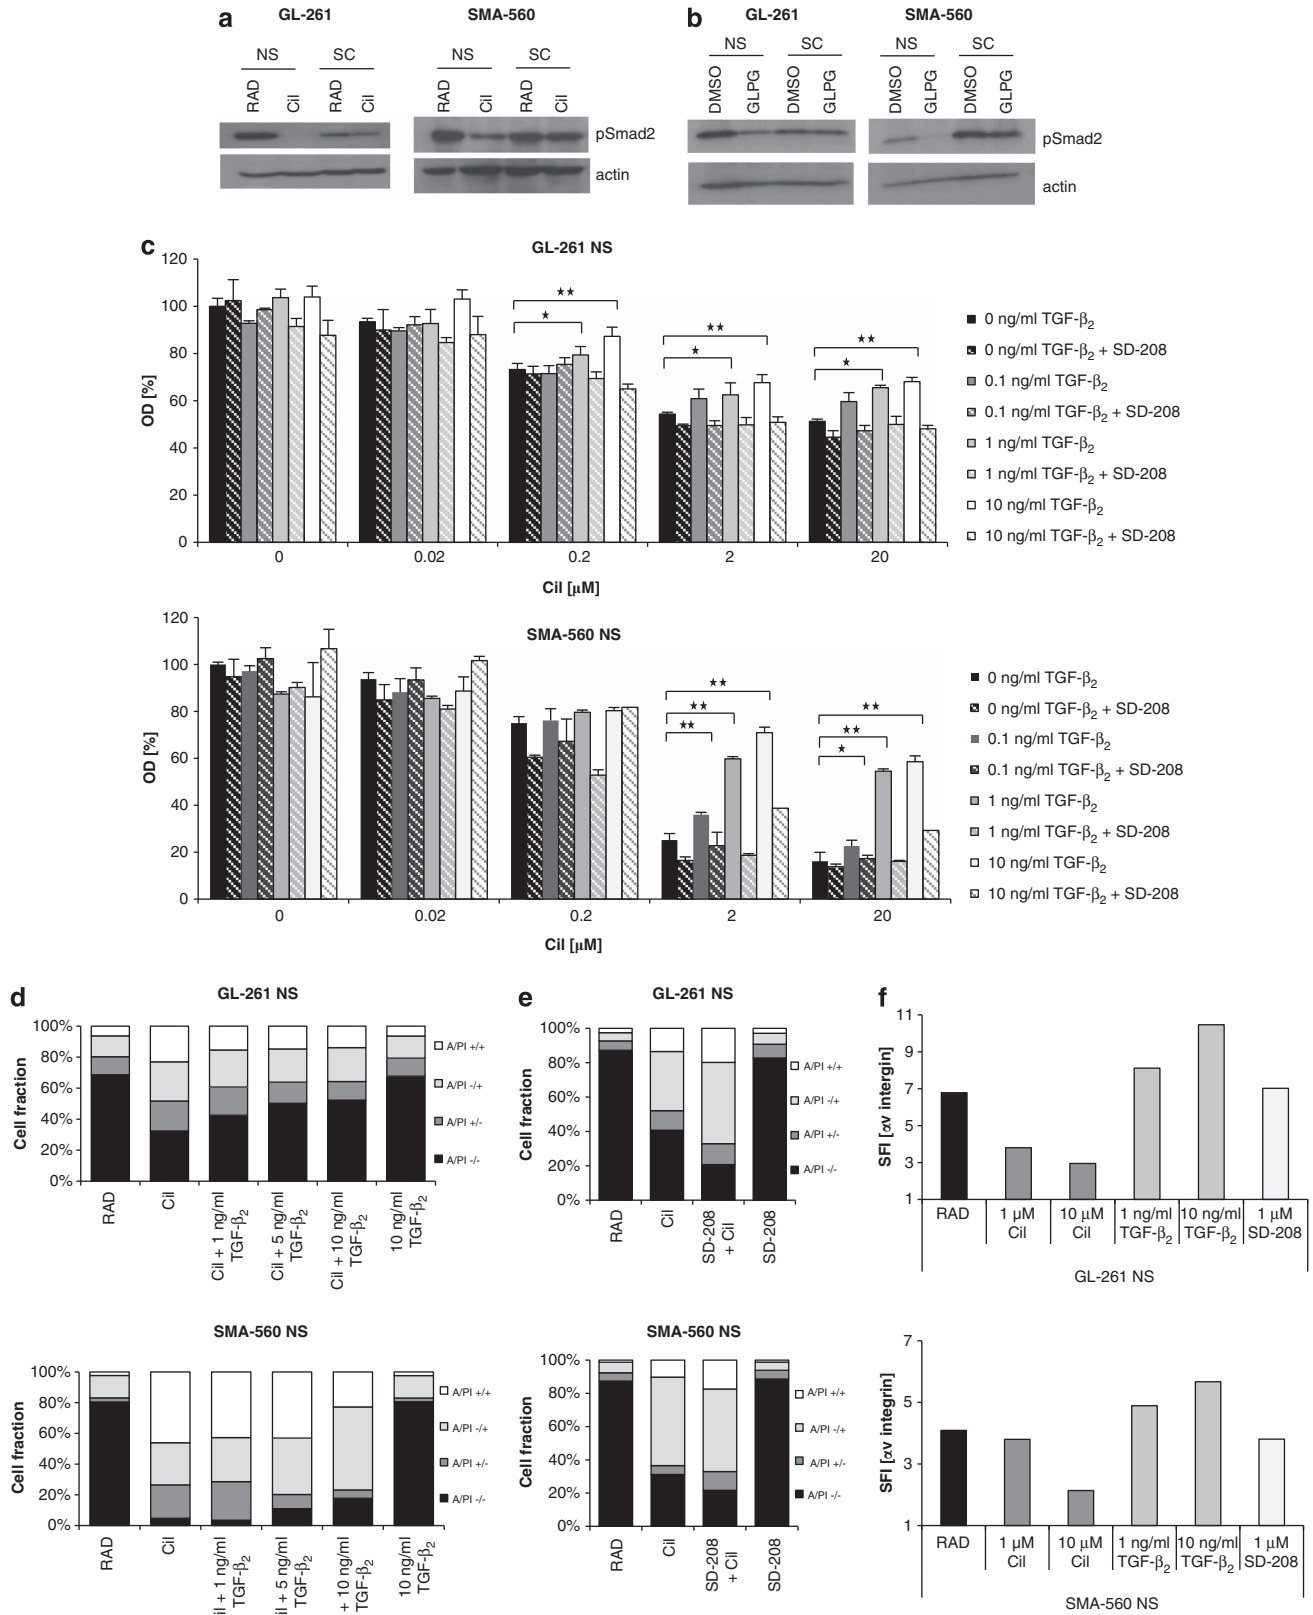 a
GL-261
SMA-560
NS
SC
NS
SC
RAD
Cil
RAD
Cil
RAD
Cil
RAD
Cil
pSmad2
actin
b
GL-261
SMA-560
NS
SC
NS
SC
DMSO
GLPG
DMSO
GLPG
DMSO
GLPG
DMSO
GLPG
pSmad2
actin
c
GL-261 NS
OD [%]
120
100
80
60
40
20
0
★★
★
★★
★
★★
★
0
0.02
0.2
2
20
Cil [μM]
0 ng/ml TGF-β2
0 ng/ml TGF-β2 + SD-208
0.1 ng/ml TGF-β2
0.1 ng/ml TGF-β2 + SD-208
1 ng/ml TGF-β2
1 ng/ml TGF-β2 + SD-208
10 ng/ml TGF-β2
10 ng/ml TGF-β2 + SD-208
SMA-560 NS
OD [%]
120
100
80
60
40
20
0
★★
★★
★★
★★
★★
★
0
0.02
0.2
2
20
Cil [μM]
0 ng/ml TGF-β2
0 ng/ml TGF-β2 + SD-208
0.1 ng/ml TGF-β2
0.1 ng/ml TGF-β2 + SD-208
1 ng/ml TGF-β2
1 ng/ml TGF-β2 + SD-208
10 ng/ml TGF-β2
10 ng/ml TGF-β2 + SD-208
d
GL-261 NS
Cell fraction
100%
80%
60%
40%
20%
0%
A/PI +/+
A/PI -/+
A/PI +/-
A/PI -/-
RAD
Cil
Cil + 1 ng/ml
TGF-β2
Cil + 5 ng/ml
TGF-β2
Cil + 10 ng/ml
TGF-β2
10 ng/ml
TGF-β2
SMA-560 NS
Cell fraction
100%
80%
60%
40%
20%
0%
A/PI +/+
A/PI -/+
A/PI +/-
A/PI -/-
RAD
Cil
il + 1 ng/ml
TGF-β2
il + 5 ng/ml
TGF-β2
+ 10 ng/ml
TGF-β2
10 ng/ml
TGF-β2
e
GL-261 NS
Cell fraction
100%
80%
60%
40%
20%
0%
A/PI +/+
A/PI -/+
A/PI +/-
A/PI -/-
RAD
Cil
SD-208
+ Cil
SD-208
SMA-560 NS
Cell fraction
100%
80%
60%
40%
20%
0%
A/PI +/+
A/PI -/+
A/PI +/-
A/PI -/-
RAD
Cil
SD-208
+ Cil
SD-208
f
SFI [αv intergin]
11
9
7
5
3
1
RAD
1 μM
Cil
10 μM
Cil
1 ng/ml
TGF-β2
10 ng/ml
TGF-β2
1 μM
SD-208
GL-261 NS
SFI [αv integrin]
7
5
3
1
RAD
1 μM
Cil
10 μM
Cil
1 ng/ml
TGF-β2
10 ng/ml
TGF-β2
1 μM
SD-208
SMA-560 NS